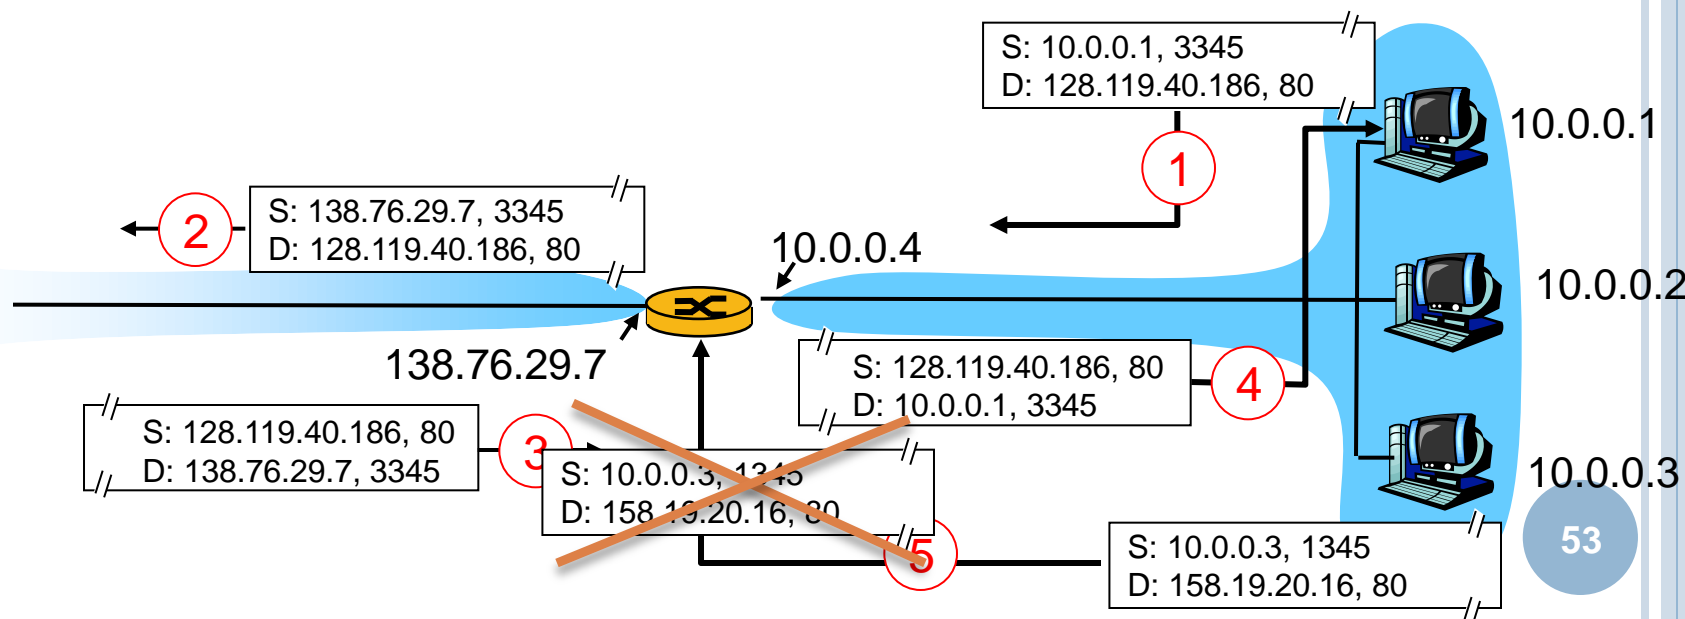 S: 10.0.0.1, 3345
D: 128.119.40.186, 80
10.0.0.1
1
2
S: 138.76.29.7, 3345
D: 128.119.40.186, 80
10.0.0.4
10.0.0.2
138.76.29.7
S: 128.119.40.186, 80
D: 10.0.0.1, 3345
4
S: 128.119.40.186, 80
D: 138.76.29.7, 3345
3
S: 10.0.0.3, 1345
D: 158.19.20.16, 80
10.0.0.3
5
S: 10.0.0.3, 1345
D: 158.19.20.16, 80
53